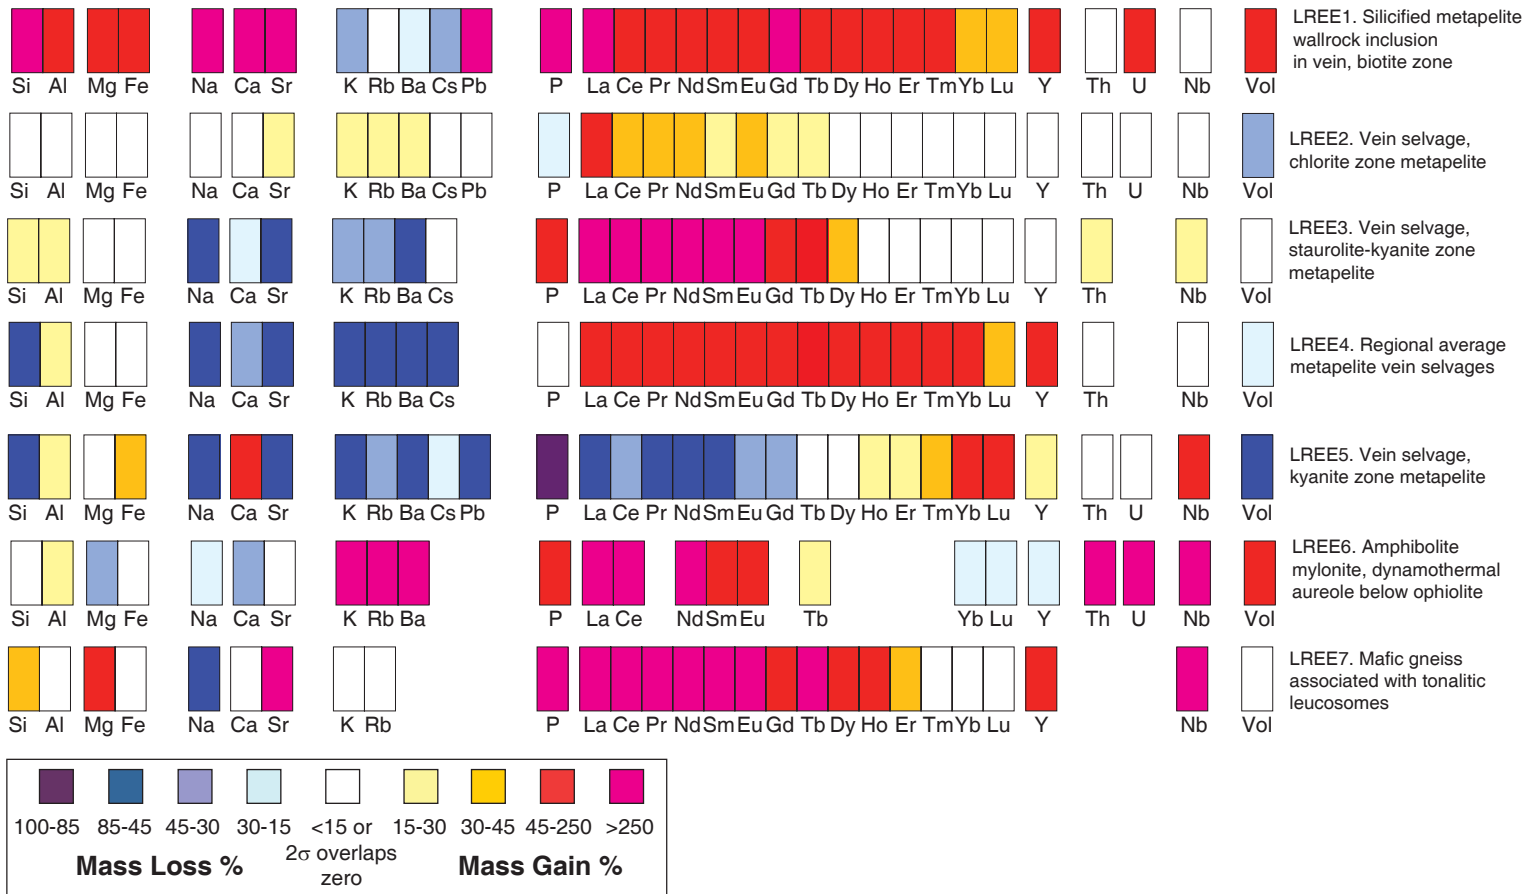 LREE1. Silicified metapelite
wallrock inclusion
in vein, biotite zone
Si Al Mg Fe Na Ca Sr K Rb Ba Cs Pb P La Ce Pr Nd Sm Eu Gd Tb Dy Ho Er Tm Yb Lu Y Th U Nb Vol
LREE2. Vein selvage,
chlorite zone metapelite
Si Al Mg Fe Na Ca Sr K Rb Ba Cs Pb P La Ce Pr Nd Sm Eu Gd Tb Dy Ho Er Tm Yb Lu Y Th U Nb Vol
LREE3. Vein selvage,
staurolite-kyanite zone
metapelite
Si Al Mg Fe Na Ca Sr K Rb Ba Cs P La Ce Pr Nd Sm Eu Gd Tb Dy Ho Er Tm Yb Lu Y Th Nb Vol
LREE4. Regional average
metapelite vein selvages
Si Al Mg Fe Na Ca Sr K Rb Ba Cs P La Ce Pr Nd Sm Eu Gd Tb Dy Ho Er Tm Yb Lu Y Th Nb Vol
LREE5. Vein selvage,
kyanite zone metapelite
Si Al Mg Fe Na Ca Sr K Rb Ba Cs Pb P La Ce Pr Nd Sm Eu Gd Tb Dy Ho Er Tm Yb Lu Y Th U Nb Vol
LREE6. Amphibolite
mylonite, dynamothermal
aureole below ophiolite
Si Al Mg Fe Na Ca Sr K Rb Ba P La Ce Nd Sm Eu Tb Yb Lu Y Th U Nb Vol
LREE7. Mafic gneiss
associated with tonalitic
leucosomes
Si Al Mg Fe Na Ca Sr K Rb P La Ce Pr Nd Sm Eu Gd Tb Dy Ho Er Tm Yb Lu Y Nb Vol
100-85 85-45 45-30 30-15 <15 or 15-30 30-45 45-250 >250
2σ overlaps
zero
Mass Loss % Mass Gain %